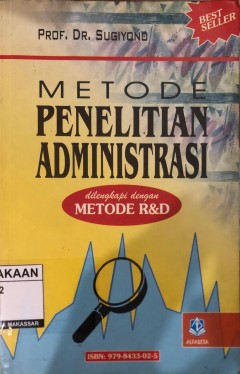 PROF. DR. SUGIYONO
BEST
SELLER
METODE
PENELITIAN
ADMINISTRASI
dilengkapi dengan
METODE R&D
AKAAN
2
MAKASSAR
ALFABETA
ISBN: 979-8433-02-5